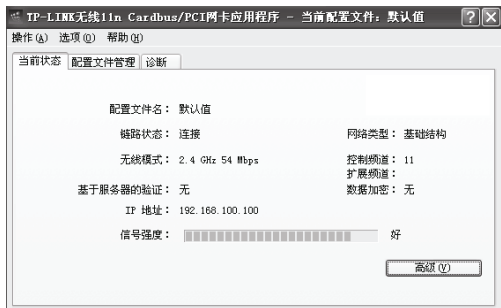 TP-LINK无线11n Cardbus/PCI网卡应用程序 - 当前配置文件: 默认值
操作(A) 选项(O) 帮助(H)
当前状态 配置文件管理 诊断
配置文件名: 默认值
链路状态: 连接 网络类型: 基础结构
无线模式: 2.4 GHz 54 Mbps 控制频道: 11
扩展频道:
基于服务器的验证: 无 数据加密: 无
IP 地址: 192.168.100.100
信号强度: 好
高级(V)